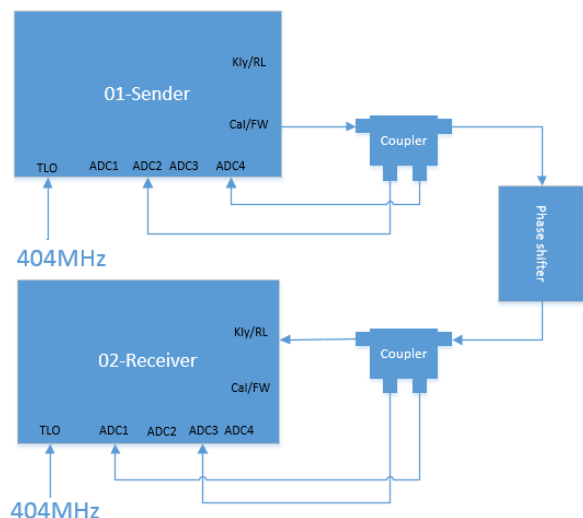 Kly/RL
01-Sender
Cal/FW
Coupler
TLO ADC1 ADC2 ADC3 ADC4
404MHz
Phase shifter
Kly/RL
02-Receiver
Coupler
Cal/FW
TLO ADC1 ADC2 ADC3 ADC4
404MHz